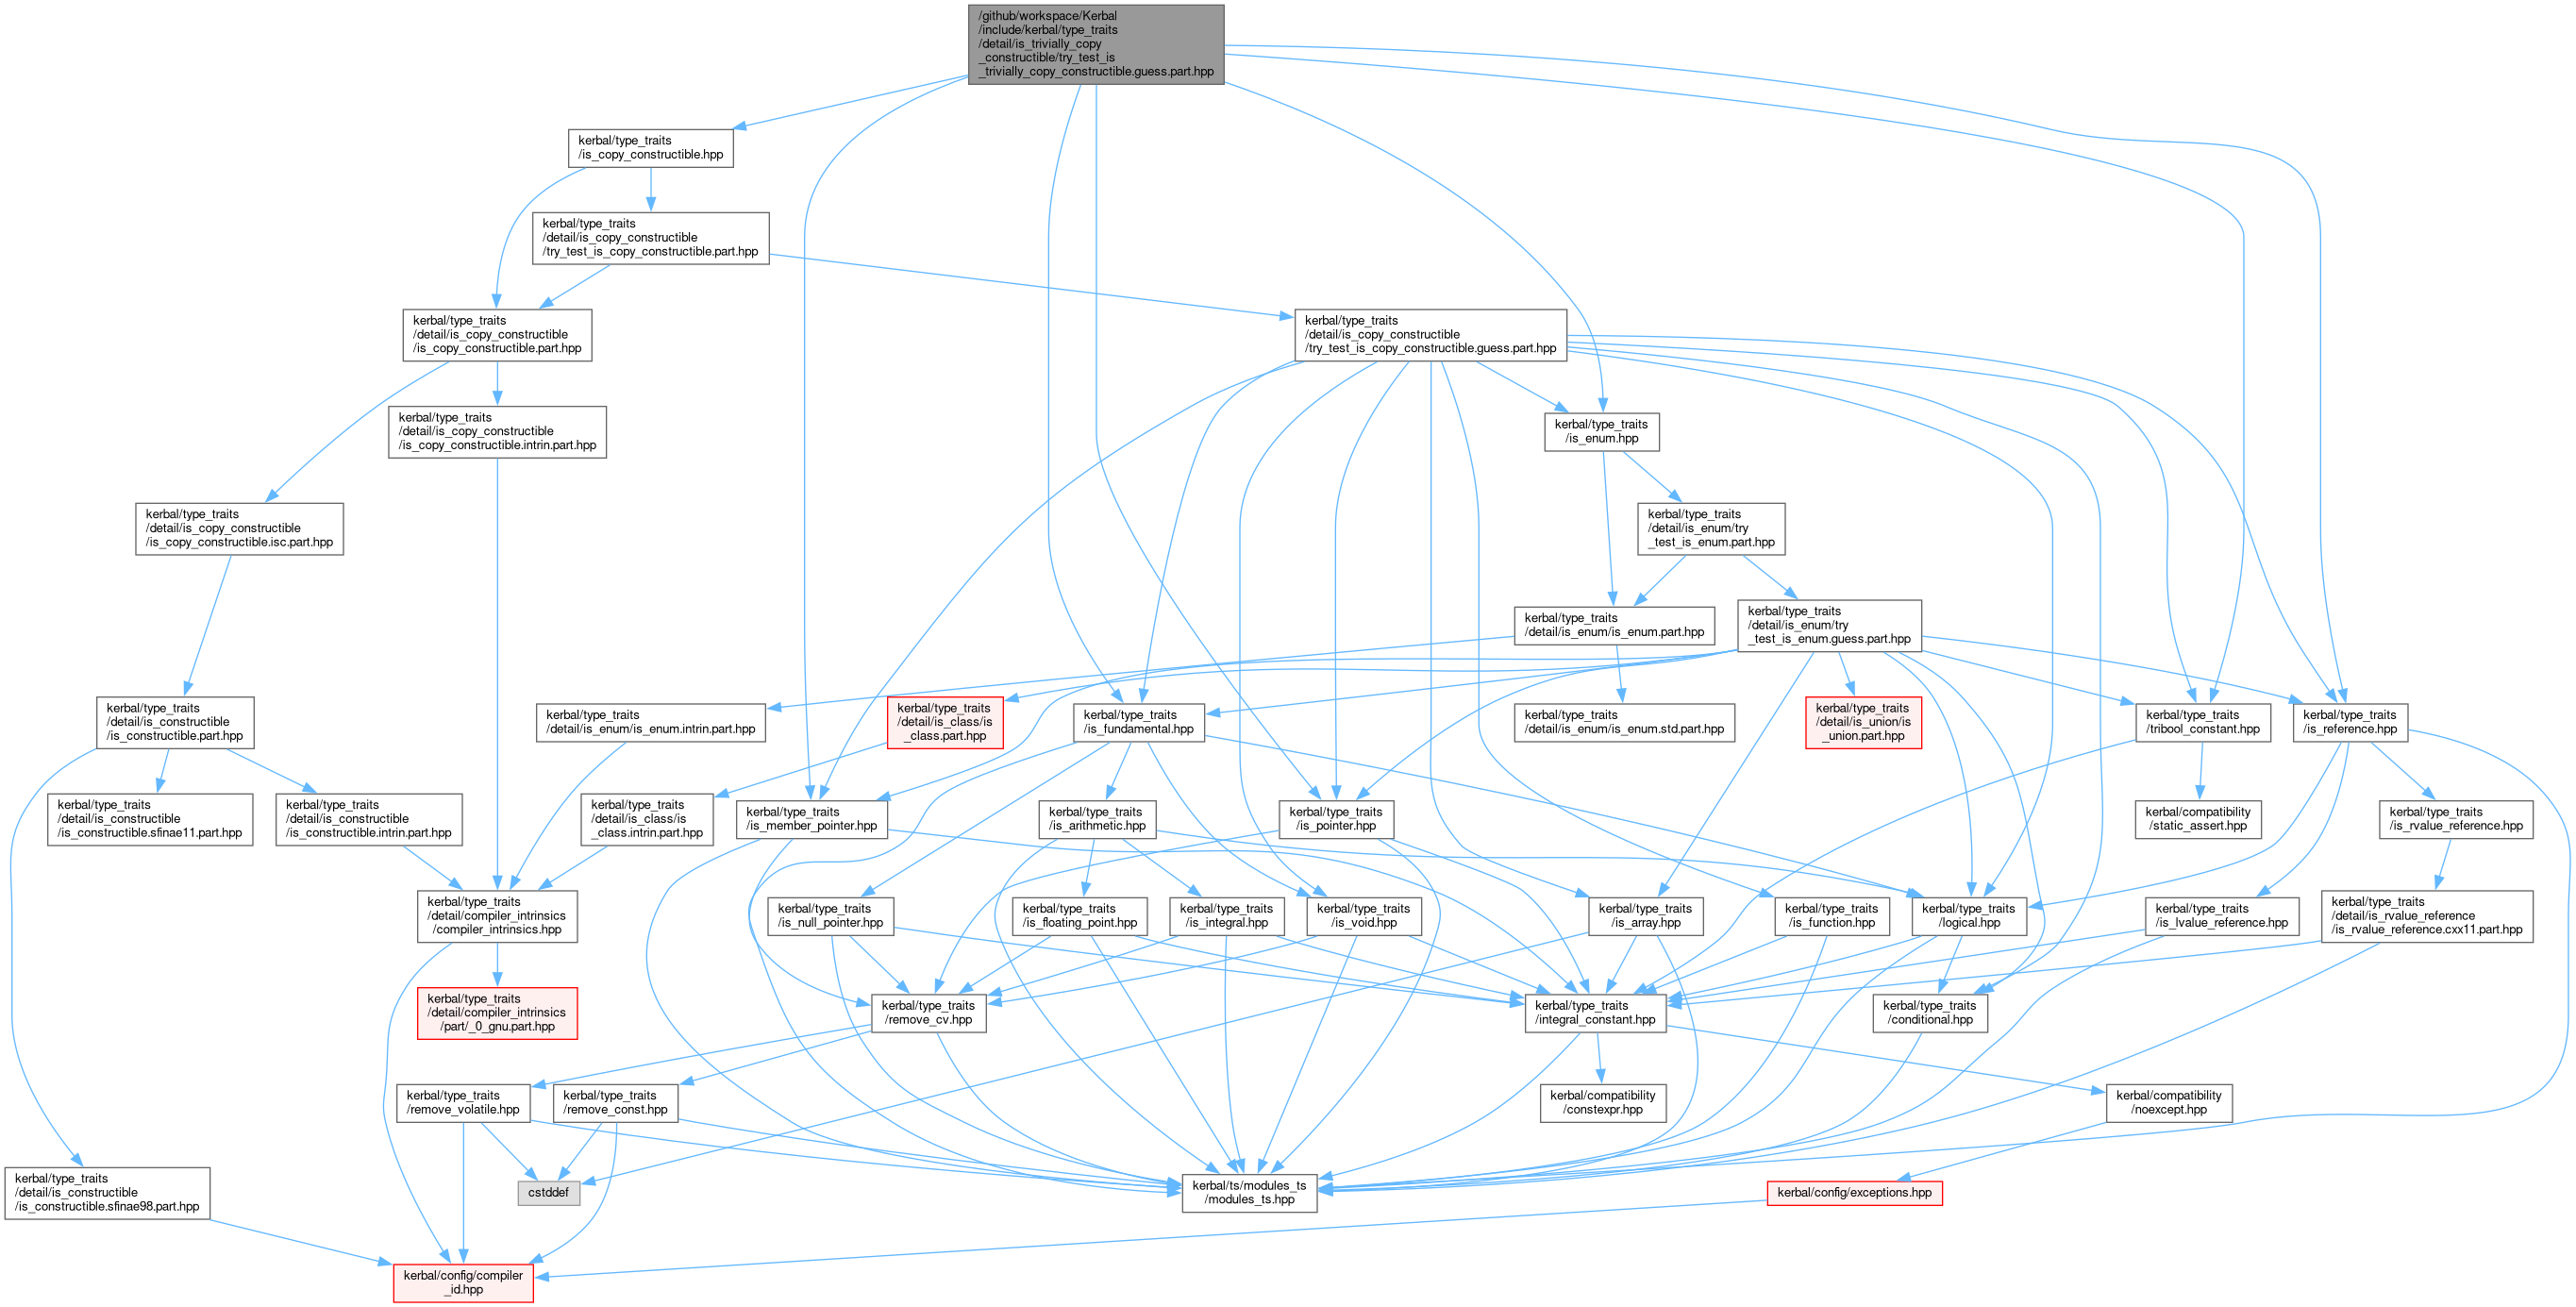 /github/workspace/Kerbal
/include/kerbal/type_traits
/detail/is_trivially_copy
_constructible/try_test_is
_trivially_copy_constructible.guess.part.hpp
kerbal/type_traits
/is_copy_constructible.hpp
kerbal/type_traits
/detail/is_copy_constructible
/try_test_is_copy_constructible.part.hpp
kerbal/type_traits
/detail/is_copy_constructible
/is_copy_constructible.part.hpp
kerbal/type_traits
/detail/is_copy_constructible
/try_test_is_copy_constructible.guess.part.hpp
kerbal/type_traits
/detail/is_copy_constructible
/is_copy_constructible.intrin.part.hpp
kerbal/type_traits
/is_enum.hpp
kerbal/type_traits
/detail/is_copy_constructible
/is_copy_constructible.isc.part.hpp
kerbal/type_traits
/detail/is_enum/try
_test_is_enum.part.hpp
kerbal/type_traits
/detail/is_enum/is_enum.part.hpp
kerbal/type_traits
/detail/is_enum/try
_test_is_enum.guess.part.hpp
kerbal/type_traits
/detail/is_constructible
/is_constructible.part.hpp
kerbal/type_traits
/detail/is_enum/is_enum.intrin.part.hpp
kerbal/type_traits
/detail/is_class/is
_class.part.hpp
kerbal/type_traits
/is_fundamental.hpp
kerbal/type_traits
/detail/is_enum/is_enum.std.part.hpp
kerbal/type_traits
/detail/is_union/is
_union.part.hpp
kerbal/type_traits
/tribool_constant.hpp
kerbal/type_traits
/is_reference.hpp
kerbal/type_traits
/detail/is_constructible
/is_constructible.sfinae11.part.hpp
kerbal/type_traits
/detail/is_constructible
/is_constructible.intrin.part.hpp
kerbal/type_traits
/detail/is_class/is
_class.intrin.part.hpp
kerbal/type_traits
/is_member_pointer.hpp
kerbal/type_traits
/is_arithmetic.hpp
kerbal/type_traits
/is_pointer.hpp
kerbal/compatibility
/static_assert.hpp
kerbal/type_traits
/is_rvalue_reference.hpp
kerbal/type_traits
/detail/compiler_intrinsics
/compiler_intrinsics.hpp
kerbal/type_traits
/is_null_pointer.hpp
kerbal/type_traits
/is_floating_point.hpp
kerbal/type_traits
/is_integral.hpp
kerbal/type_traits
/is_void.hpp
kerbal/type_traits
/is_array.hpp
kerbal/type_traits
/is_function.hpp
kerbal/type_traits
/logical.hpp
kerbal/type_traits
/is_lvalue_reference.hpp
kerbal/type_traits
/detail/is_rvalue_reference
/is_rvalue_reference.cxx11.part.hpp
kerbal/type_traits
/detail/compiler_intrinsics
/part/_0_gnu.part.hpp
kerbal/type_traits
/remove_cv.hpp
kerbal/type_traits
/integral_constant.hpp
kerbal/type_traits
/conditional.hpp
kerbal/type_traits
/remove_volatile.hpp
kerbal/type_traits
/remove_const.hpp
kerbal/compatibility
/constexpr.hpp
kerbal/compatibility
/noexcept.hpp
kerbal/type_traits
/detail/is_constructible
/is_constructible.sfinae98.part.hpp
cstddef
kerbal/ts/modules_ts
/modules_ts.hpp
kerbal/config/exceptions.hpp
kerbal/config/compiler
_id.hpp